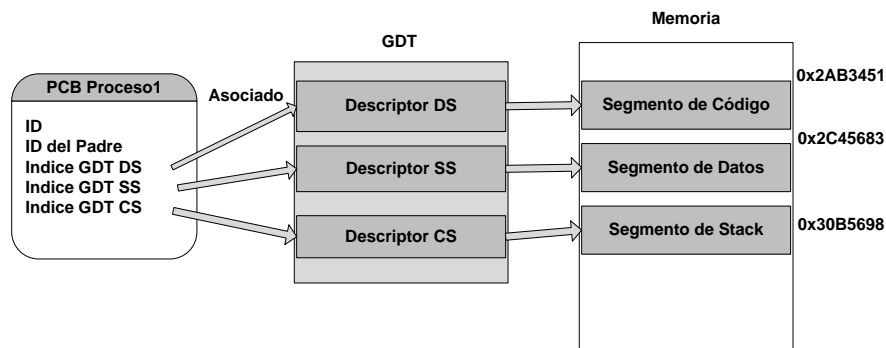 PCB Proceso1
ID
ID del Padre
Indice GDT DS
Indice GDT SS
Indice GDT CS
Asociado
GDT
Descriptor DS
Descriptor SS
Descriptor CS
Memoria
Segmento de Código
Segmento de Datos
Segmento de Stack
0x2AB3451
0x2C45683
0x30B5698